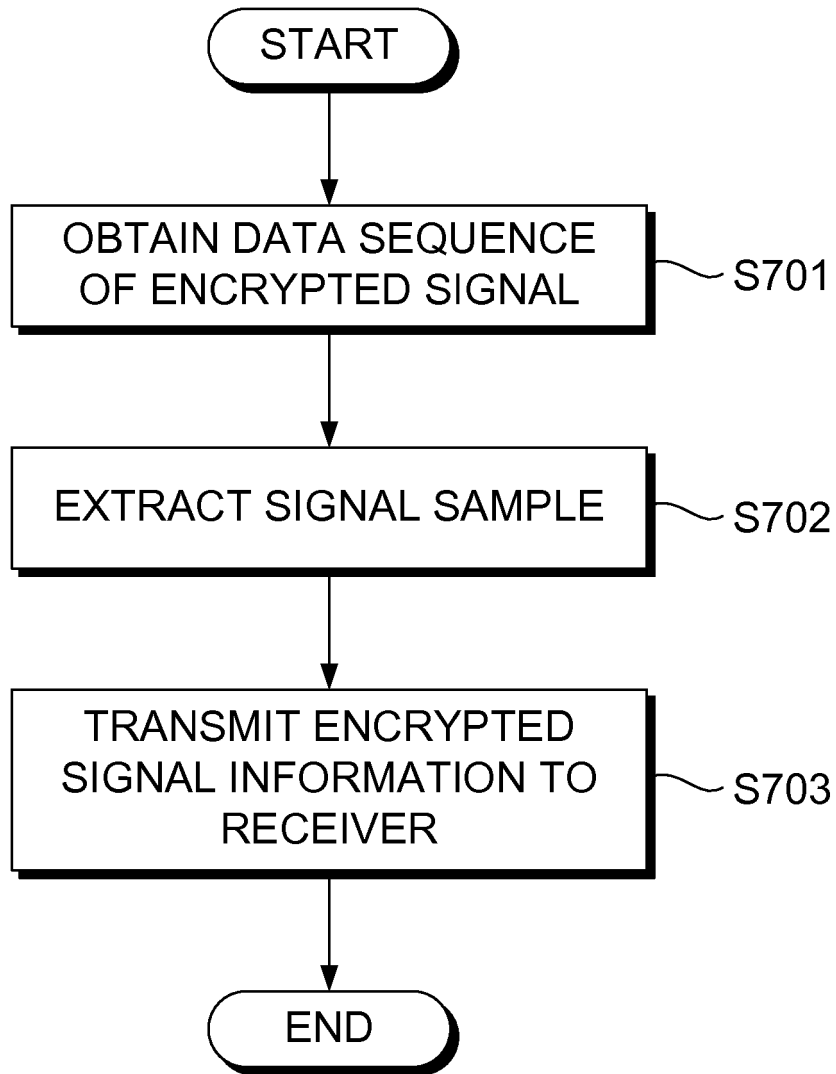 START
OBTAIN DATA SEQUENCE
OF ENCRYPTED SIGNAL
S701
EXTRACT SIGNAL SAMPLE
S702
TRANSMIT ENCRYPTED
SIGNAL INFORMATION TO
RECEIVER
S703
END